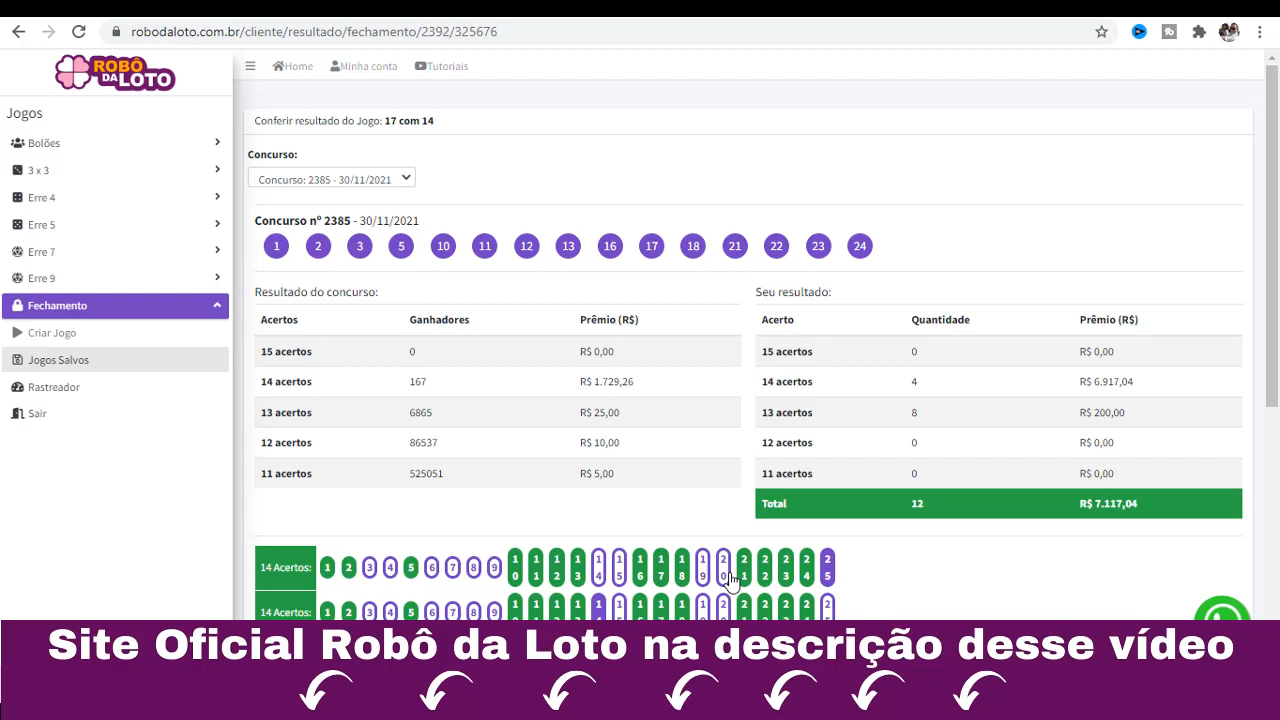 robodaloto.com.br/cliente/resultado/fechamento/2392/325676
ROBÔ
DA LOTO
Home Minha conta Tutoriais
Jogos
Bolões
3 x 3
Erre 4
Erre 5
Erre 7
Erre 9
Fechamento
Criar Jogo
Jogos Salvos
Rastreador
Sair
Conferir resultado do Jogo: 17 com 14
Concurso:
Concurso: 2385 - 30/11/2021
Concurso nº 2385 - 30/11/2021
1 2 3 5 10 11 12 13 16 17 18 21 22 23 24
Resultado do concurso:
Acertos Ganhadores Prêmio (R$)
15 acertos 0 R$ 0,00
14 acertos 167 R$ 1.729,26
13 acertos 6865 R$ 25,00
12 acertos 86537 R$ 10,00
11 acertos 525051 R$ 5,00
Seu resultado:
Acerto Quantidade Prêmio (R$)
15 acertos 0 R$ 0,00
14 acertos 4 R$ 6.917,04
13 acertos 8 R$ 200,00
12 acertos 0 R$ 0,00
11 acertos 0 R$ 0,00
Total 12 R$ 7.117,04
14 Acertos: 1 2 3 4 5 6 7 8 9 10 11 12 13 14 15 16 17 18 19 20 21 22 23 24 25
14 Acertos: 1 2 3 4 5 6 7 8 9
Site Oficial Robô da Loto na descrição desse vídeo